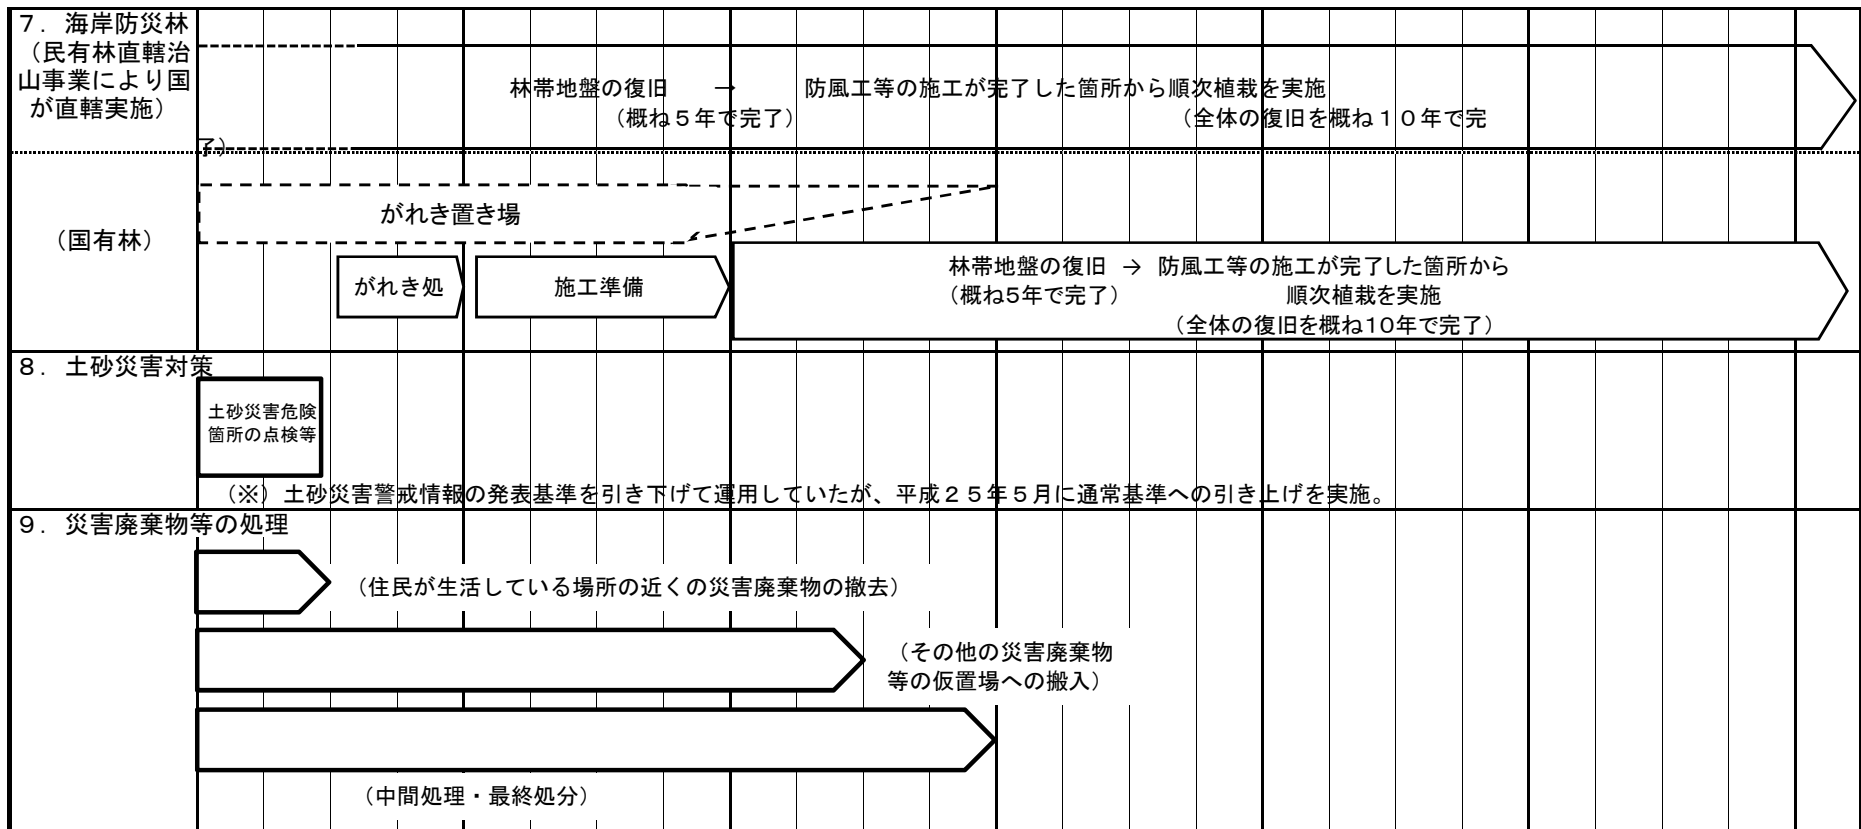 ７．海岸防災林
（民有林直轄治
山事業により国
が直轄実施）
林帯地盤の復旧　　→　　　防風工等の施工が完了した箇所から順次植栽を実施
（概ね５年で完了）　　　　　　　　　　　　　　　　　（全体の復旧を概ね１０年で完
了）
（国有林）
がれき置き場
がれき処
施工準備
林帯地盤の復旧　→　防風工等の施工が完了した箇所から
（概ね5年で完了）　　　　　　　順次植栽を実施
（全体の復旧を概ね10年で完了）
８．土砂災害対策
土砂災害危険
箇所の点検等
（※）土砂災害警戒情報の発表基準を引き下げて運用していたが、平成２５年５月に通常基準への引き上げを実施。
９．災害廃棄物等の処理
（住民が生活している場所の近くの災害廃棄物の撤去）
（その他の災害廃棄物
等の仮置場への搬入）
（中間処理・最終処分）